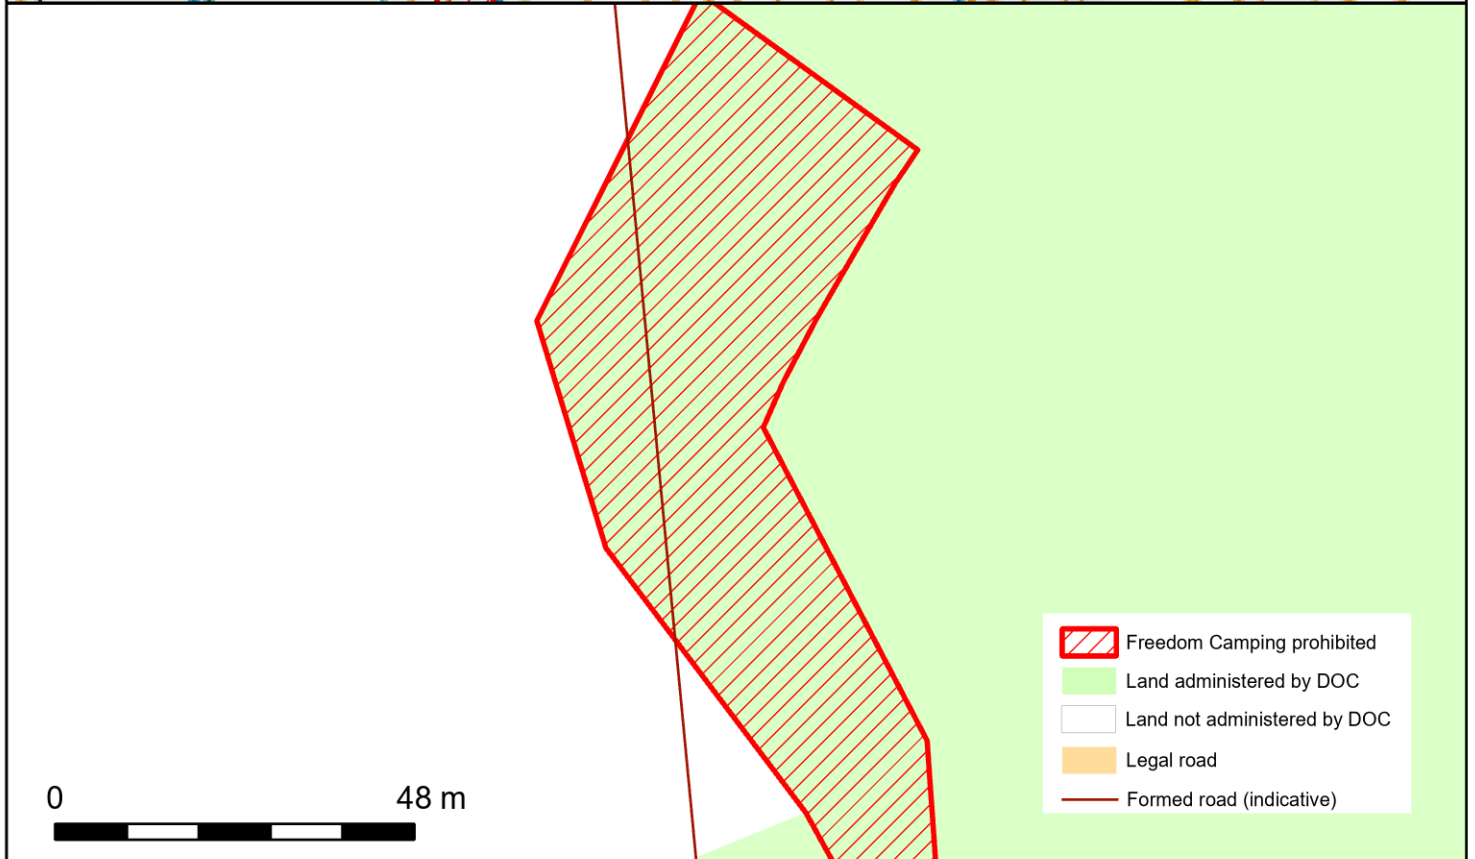 Freedom Camping prohibited
Land administered by DOC
Land not administered by DOC
Legal road
Formed road (indicative)
0 48 m